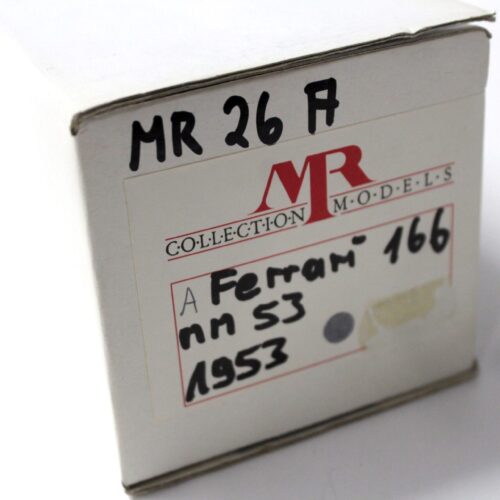 MR 26 A
MR
COLLECTION MODELS
A Ferrari 166
mm 53
1953